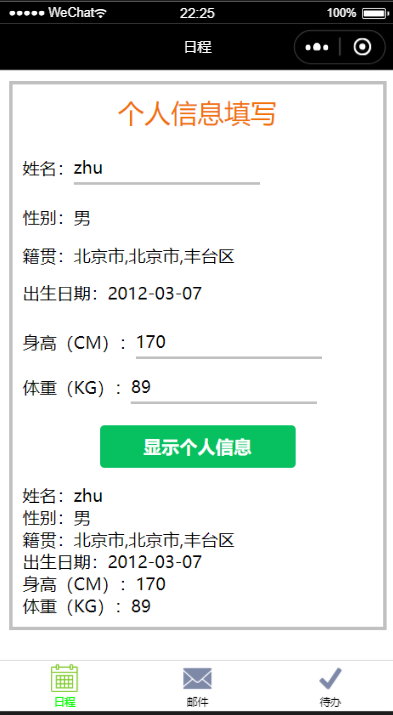 WeChat 22:25 100%
日程
个人信息填写
姓名：zhu
性别：男
籍贯：北京市,北京市,丰台区
出生日期：2012-03-07
身高（CM）：170
体重（KG）：89
显示个人信息
姓名：zhu
性别：男
籍贯：北京市,北京市,丰台区
出生日期：2012-03-07
身高（CM）：170
体重（KG）：89
日程 邮件 待办